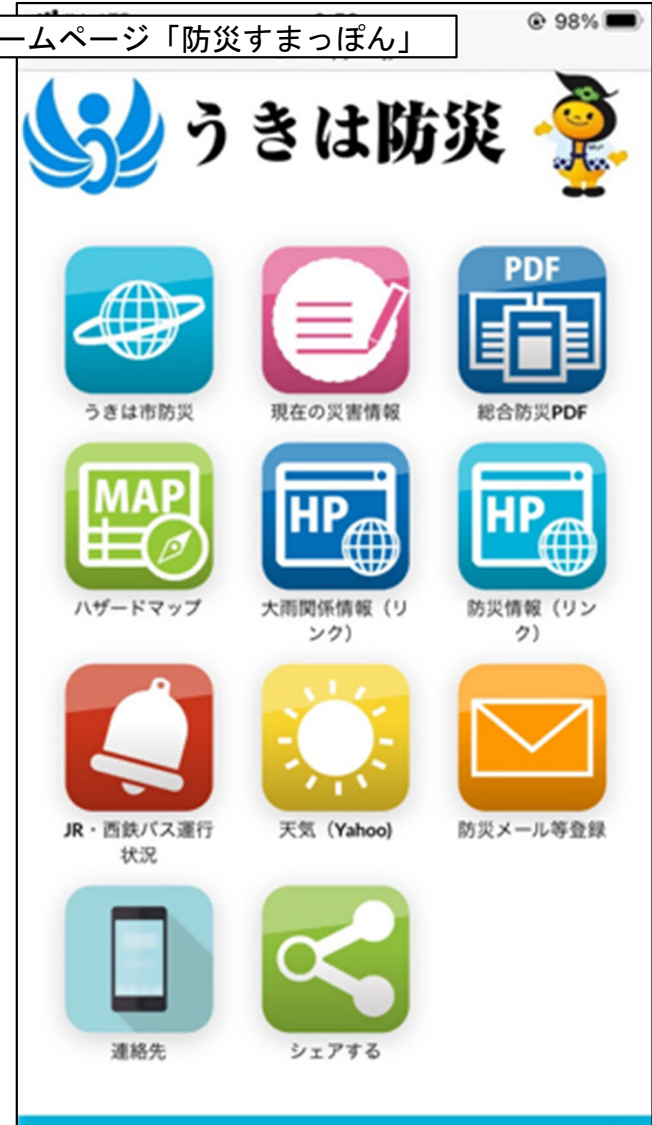 ームページ「防災すまっぽん」
98%
うきは防災
PDF
うきは市防災
現在の災害情報
総合防災PDF
MAP
HP
HP
ハザードマップ
大雨関係情報（リ
ンク）
防災情報（リン
ク）
JR・西鉄バス運行
状況
天気（Yahoo)
防災メール等登録
連絡先
シェアする